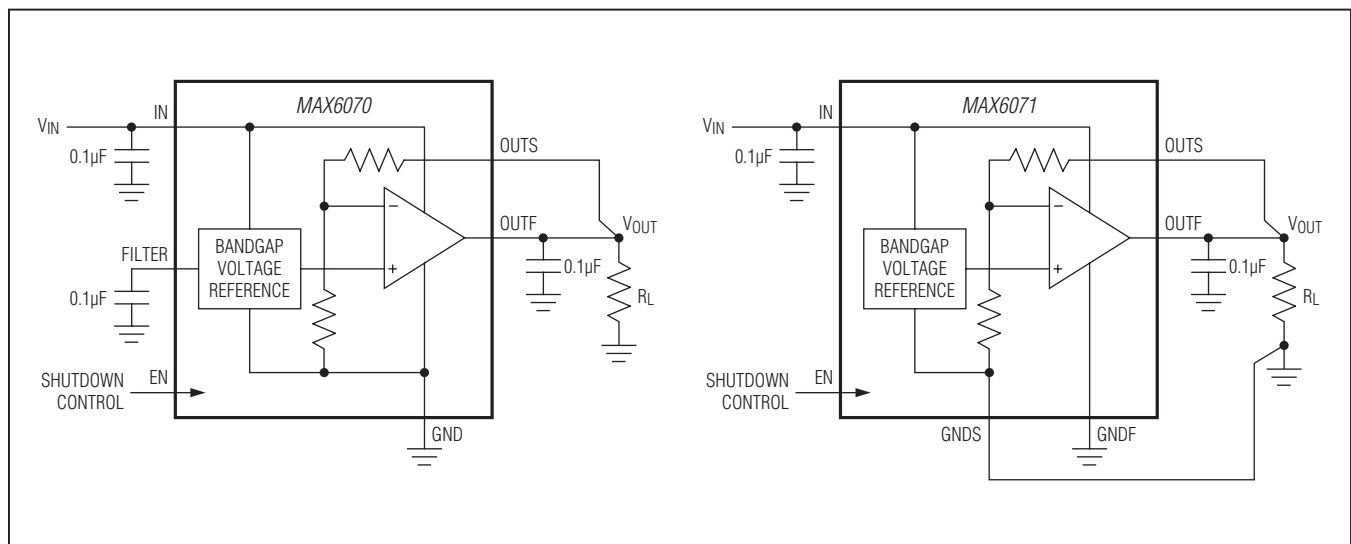 MAX6070
IN
VIN
0.1µF
OUTS
FILTER
0.1µF
BANDGAP
VOLTAGE
REFERENCE
−
+
OUTF
VOUT
0.1µF
RL
SHUTDOWN
CONTROL
EN
GND
MAX6071
IN
VIN
0.1µF
OUTS
BANDGAP
VOLTAGE
REFERENCE
−
+
OUTF
VOUT
0.1µF
RL
SHUTDOWN
CONTROL
EN
GNDS
GNDF